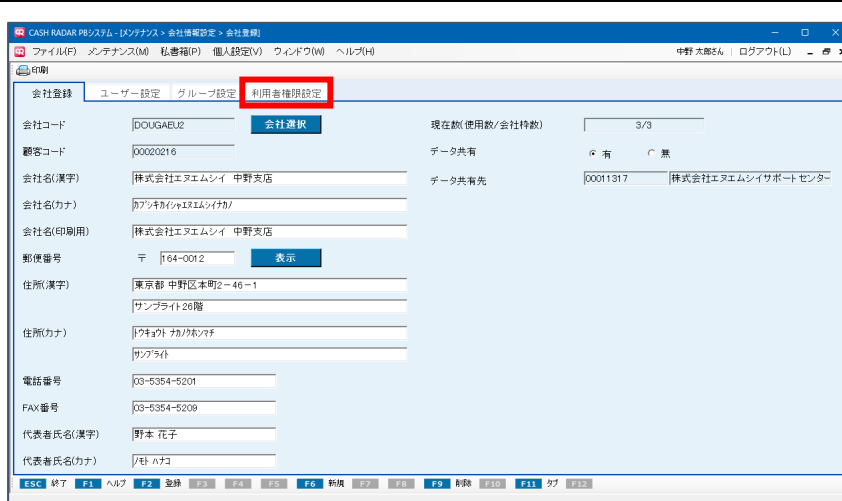 CASH RADAR PBシステム - [メンテナンス > 会社情報設定 > 会社登録]
ファイル(F) メンテナンス(M) 私書箱(P) 個人設定(V) ウィンドウ(W) ヘルプ(H) 中野 太郎さん ログアウト(L)
印刷
会社登録 ユーザー設定 グループ設定 利用者権限設定
会社コード DOUGAEU2 会社選択 現在数(使用数/会社枠数) 3/3
顧客コード 00020216 データ共有 有 無
会社名(漢字) 株式会社エヌエムシイ 中野支店 データ共有先 00011317 株式会社エヌエムシイサポートセンター
会社名(カナ) カブシキカイシャエヌエムシイナカノ
会社名(印刷用) 株式会社エヌエムシイ 中野支店
郵便番号 〒 164-0012 表示
住所(漢字) 東京都 中野区本町2-46-1
サンブライト26階
住所(カナ) トウキョウト ナカノクホンマチ
サンブライト
電話番号 03-5354-5201
FAX番号 03-5354-5209
代表者氏名(漢字) 野本 花子
代表者氏名(カナ) ノモト ハナコ
ESC 終了 F1 ヘルプ F2 登録 F3 F4 F5 F6 新規 F7 F8 F9 削除 F10 F11 タブ F12